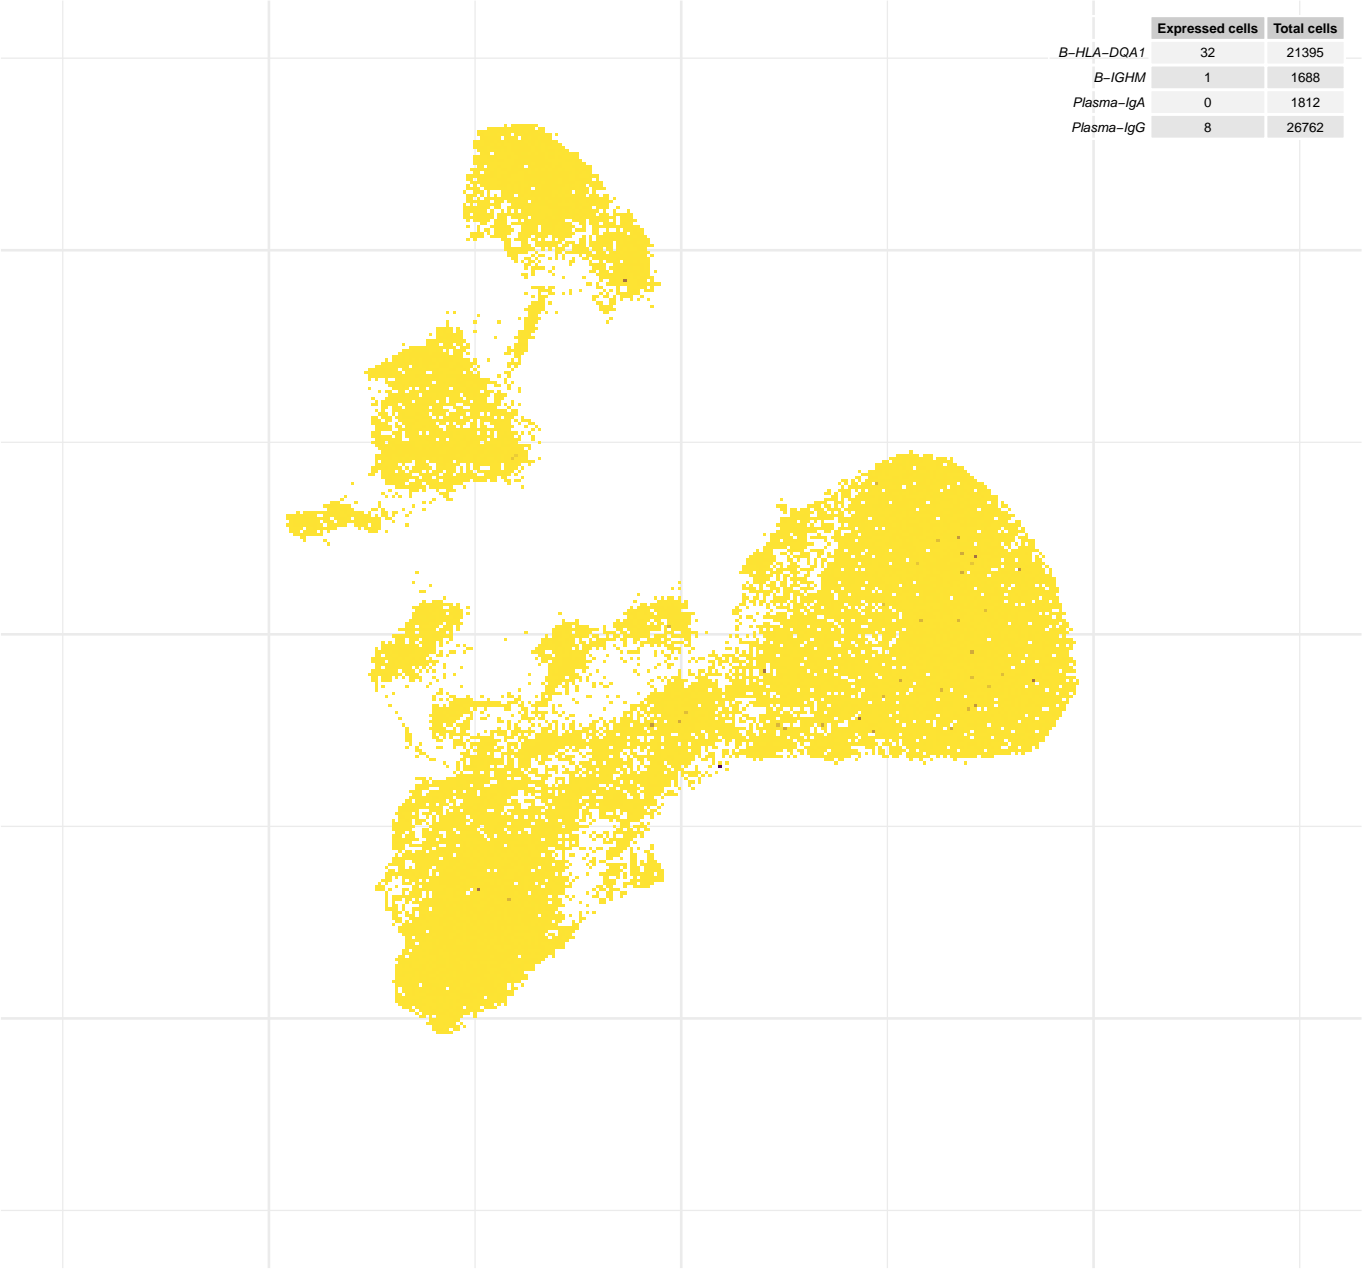 Expressed cells Total cells
B−HLA−DQA1 32 21395
B−IGHM 1 1688
Plasma−IgA 0 1812
Plasma−IgG 8 26762